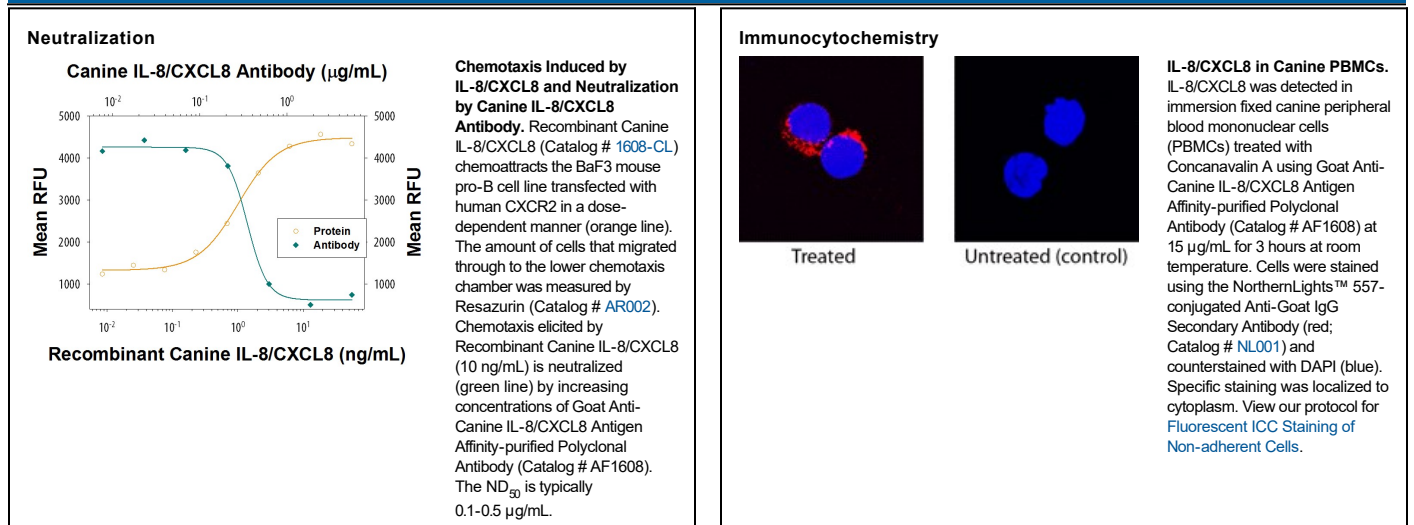 Neutralization
Canine IL-8/CXCL8 Antibody (µg/mL)
10-2 10-1 100
5000 5000
4000 4000
3000 3000
2000 2000
1000 1000
Mean RFU
Mean RFU
Protein
Antibody
10-2 10-1 100 101
Recombinant Canine IL-8/CXCL8 (ng/mL)
Chemotaxis Induced by
IL-8/CXCL8 and Neutralization
by Canine IL-8/CXCL8
Antibody. Recombinant Canine
IL-8/CXCL8 (Catalog # 1608-CL)
chemoattracts the BaF3 mouse
pro-B cell line transfected with
human CXCR2 in a dose-
dependent manner (orange line).
The amount of cells that migrated
through to the lower chemotaxis
chamber was measured by
Resazurin (Catalog # AR002).
Chemotaxis elicited by
Recombinant Canine IL-8/CXCL8
(10 ng/mL) is neutralized
(green line) by increasing
concentrations of Goat Anti-
Canine IL-8/CXCL8 Antigen
Affinity-purified Polyclonal
Antibody (Catalog # AF1608).
The ND50 is typically
0.1-0.5 µg/mL.
Immunocytochemistry
Treated
Untreated (control)
IL-8/CXCL8 in Canine PBMCs.
IL-8/CXCL8 was detected in
immersion fixed canine peripheral
blood mononuclear cells
(PBMCs) treated with
Concanavalin A using Goat Anti-
Canine IL-8/CXCL8 Antigen
Affinity-purified Polyclonal
Antibody (Catalog # AF1608) at
15 µg/mL for 3 hours at room
temperature. Cells were stained
using the NorthernLights™ 557-
conjugated Anti-Goat IgG
Secondary Antibody (red;
Catalog # NL001) and
counterstained with DAPI (blue).
Specific staining was localized to
cytoplasm. View our protocol for
Fluorescent ICC Staining of
Non-adherent Cells.